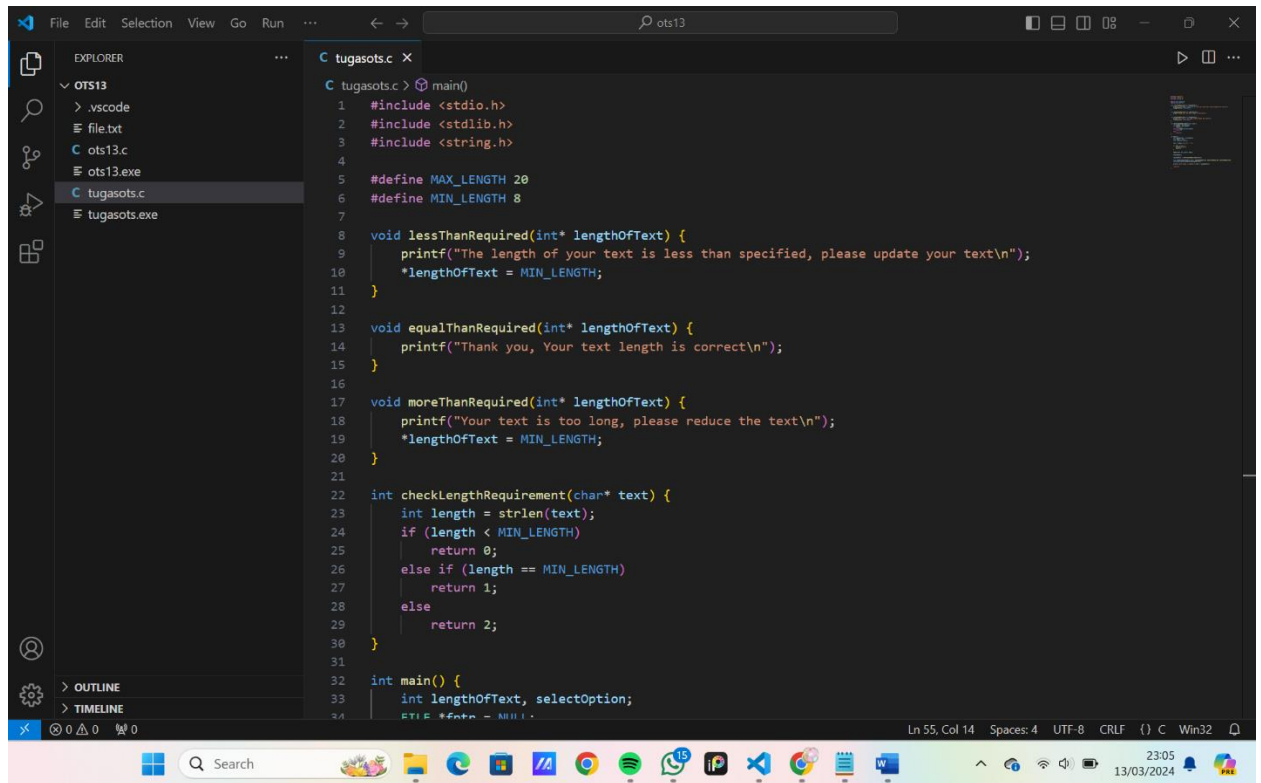 File Edit Selection View Go Run ··· ← → ots13
EXPLORER ···
OTS13
> .vscode
file.txt
C ots13.c
ots13.exe
C tugasots.c
tugasots.exe
> OUTLINE
> TIMELINE
C tugasots.c ×
C tugasots.c > main()
1 #include <stdio.h>
2 #include <stdlib.h>
3 #include <string.h>
4
5 #define MAX_LENGTH 20
6 #define MIN_LENGTH 8
7
8 void lessThanRequired(int* lengthOfText) {
9     printf("The length of your text is less than specified, please update your text\n");
10     *lengthOfText = MIN_LENGTH;
11 }
12
13 void equalThanRequired(int* lengthOfText) {
14     printf("Thank you, Your text length is correct\n");
15 }
16
17 void moreThanRequired(int* lengthOfText) {
18     printf("Your text is too long, please reduce the text\n");
19     *lengthOfText = MIN_LENGTH;
20 }
21
22 int checkLengthRequirement(char* text) {
23     int length = strlen(text);
24     if (length < MIN_LENGTH)
25         return 0;
26     else if (length == MIN_LENGTH)
27         return 1;
28     else
29         return 2;
30 }
31
32 int main() {
33     int lengthOfText, selectOption;
34     FILE *fptr = NULL;
0 0 0 Ln 55, Col 14 Spaces: 4 UTF-8 CRLF {} C Win32
Search 15 23:05
13/03/2024 PRE